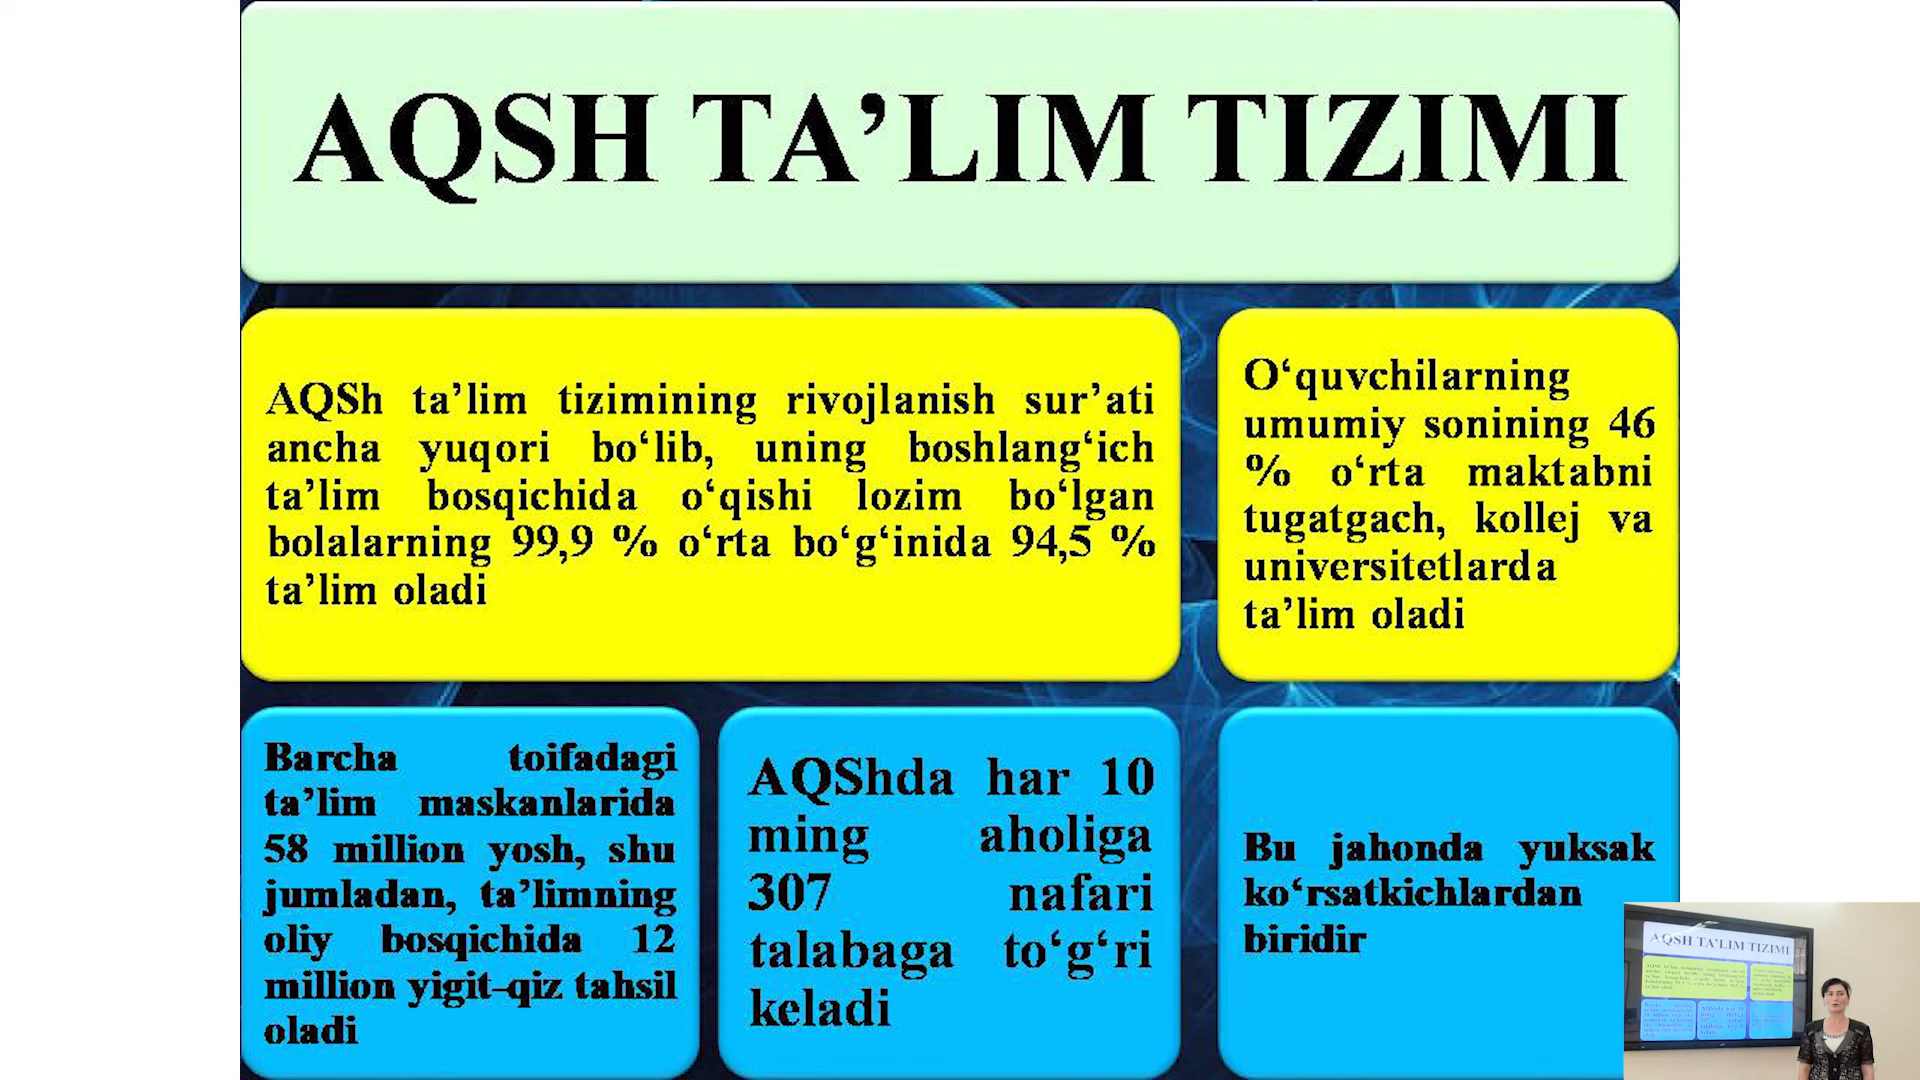 AQSH TA’LIM TIZIMI
AQSh ta’lim tizimining rivojlanish sur’ati
ancha yuqori bo‘lib, uning boshlang‘ich
ta’lim bosqichida o‘qishi lozim bo‘lgan
bolalarning 99,9 % o‘rta bo‘g‘inida 94,5 %
ta’lim oladi
O‘quvchilarning
umumiy sonining 46
% o‘rta maktabni
tugatgach, kollej va
universitetlarda
ta’lim oladi
Barcha toifadagi
ta’lim maskanlarida
58 million yosh, shu
jumladan, ta’limning
oliy bosqichida 12
million yigit-qiz tahsil
oladi
AQShda har 10
ming aholiga
307 nafari
talabaga to‘g‘ri
keladi
Bu jahonda yuksak
ko‘rsatkichlardan
biridir
AQSH TA’LIM TIZIMI